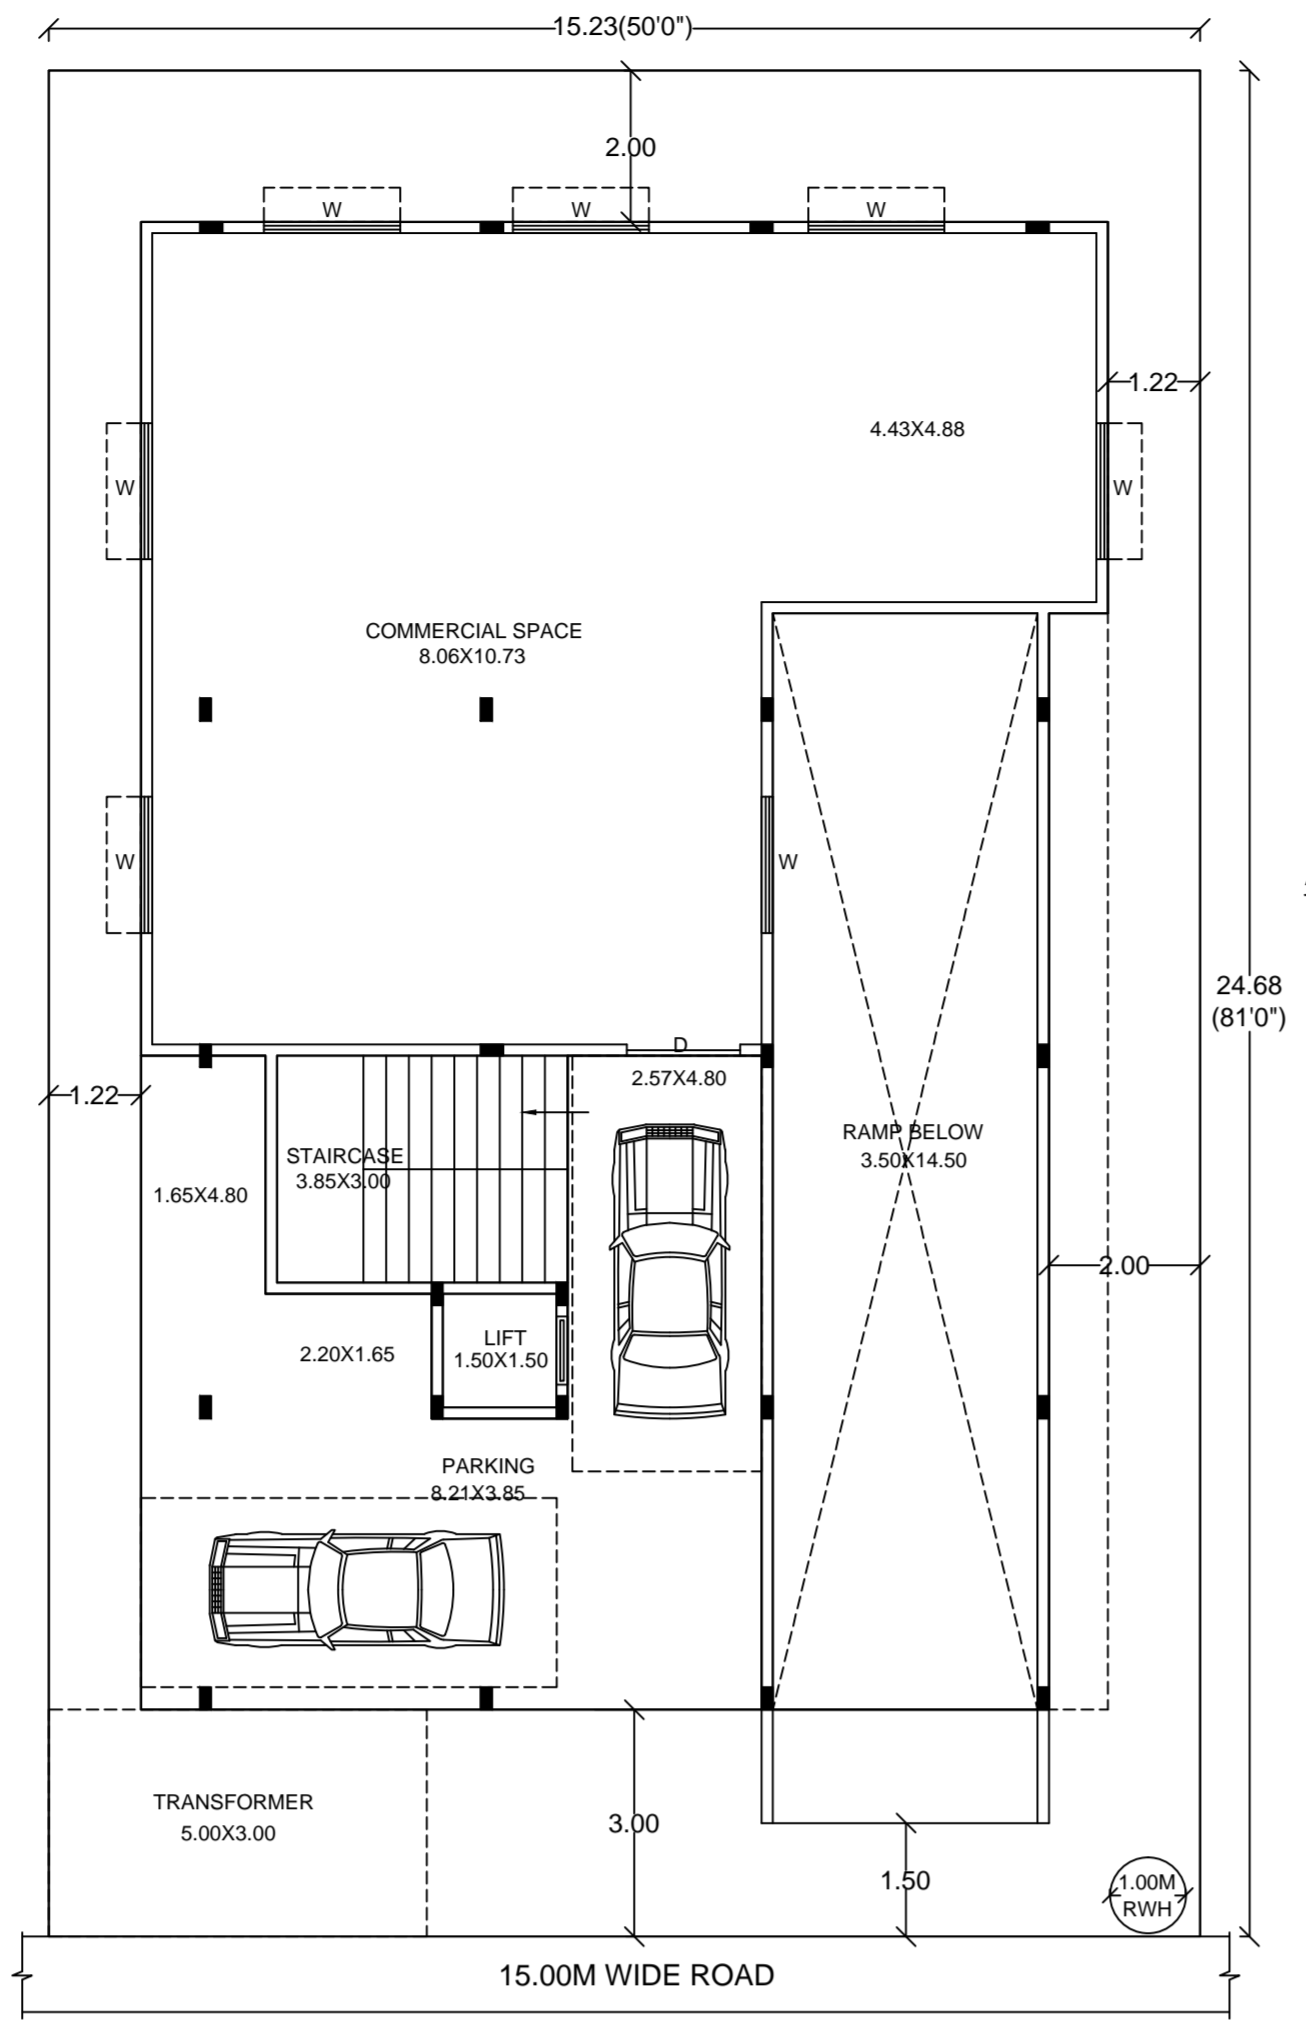 15.23(50'0")
2.00
W
W
W
1.22
4.43X4.88
W
W
COMMERCIAL SPACE
8.06X10.73
W
W
24.68
(81'0")
D
2.57X4.80
1.22
RAMP BELOW
3.50X14.50
STAIRCASE
3.85X3.00
1.65X4.80
2.00
LIFT
1.50X1.50
2.20X1.65
PARKING
8.21X3.85
TRANSFORMER
5.00X3.00
3.00
1.50
1.00M
RWH
15.00M WIDE ROAD